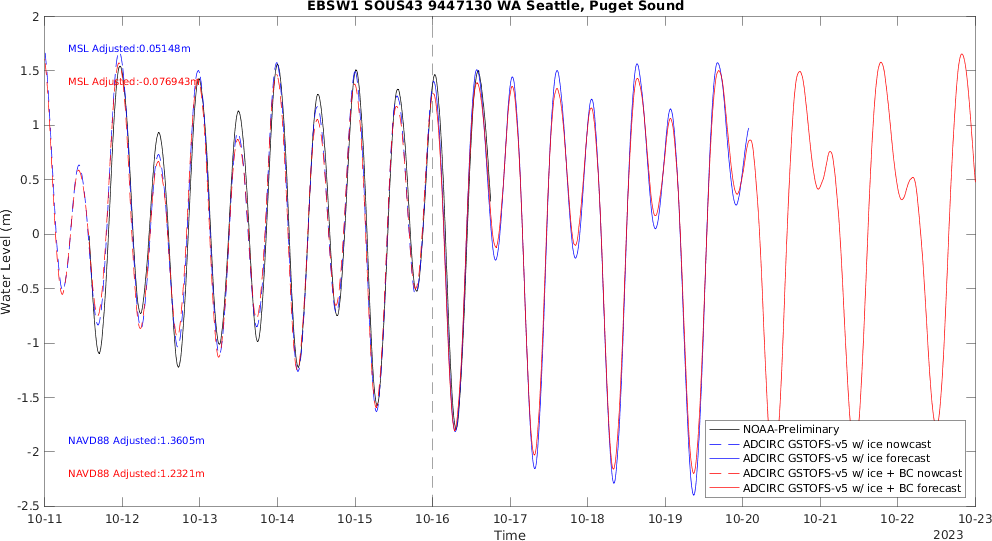 EBSW1 SOUS43 9447130 WA Seattle, Puget Sound
2
1.5
1
0.5
0
-0.5
-1
-1.5
-2
-2.5
Water Level (m)
MSL Adjusted:0.05148m
MSL Adjusted:-0.076943m
NAVD88 Adjusted:1.3605m
NAVD88 Adjusted:1.2321m
NOAA-Preliminary
ADCIRC GSTOFS-v5 w/ ice nowcast
ADCIRC GSTOFS-v5 w/ ice forecast
ADCIRC GSTOFS-v5 w/ ice + BC nowcast
ADCIRC GSTOFS-v5 w/ ice + BC forecast
10-11 10-12 10-13 10-14 10-15 10-16 10-17 10-18 10-19 10-20 10-21 10-22 10-23
Time
2023